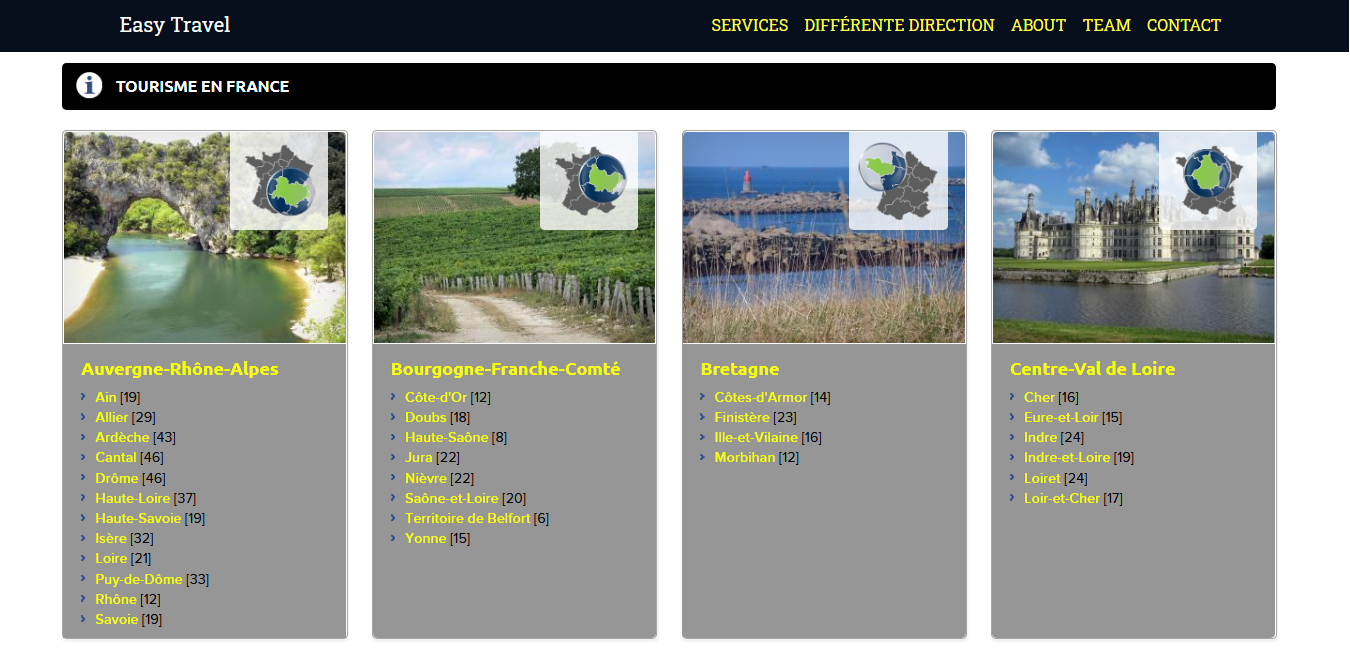 Easy Travel
SERVICES DIFFÉRENTE DIRECTION ABOUT TEAM CONTACT
i TOURISME EN FRANCE
Auvergne-Rhône-Alpes
Ain [19]
Allier [29]
Ardèche [43]
Cantal [46]
Drôme [46]
Haute-Loire [37]
Haute-Savoie [19]
Isère [32]
Loire [21]
Puy-de-Dôme [33]
Rhône [12]
Savoie [19]
Bourgogne-Franche-Comté
Côte-d'Or [12]
Doubs [18]
Haute-Saône [8]
Jura [22]
Nièvre [22]
Saône-et-Loire [20]
Territoire de Belfort [6]
Yonne [15]
Bretagne
Côtes-d'Armor [14]
Finistère [23]
Ille-et-Vilaine [16]
Morbihan [12]
Centre-Val de Loire
Cher [16]
Eure-et-Loir [15]
Indre [24]
Indre-et-Loire [19]
Loiret [24]
Loir-et-Cher [17]